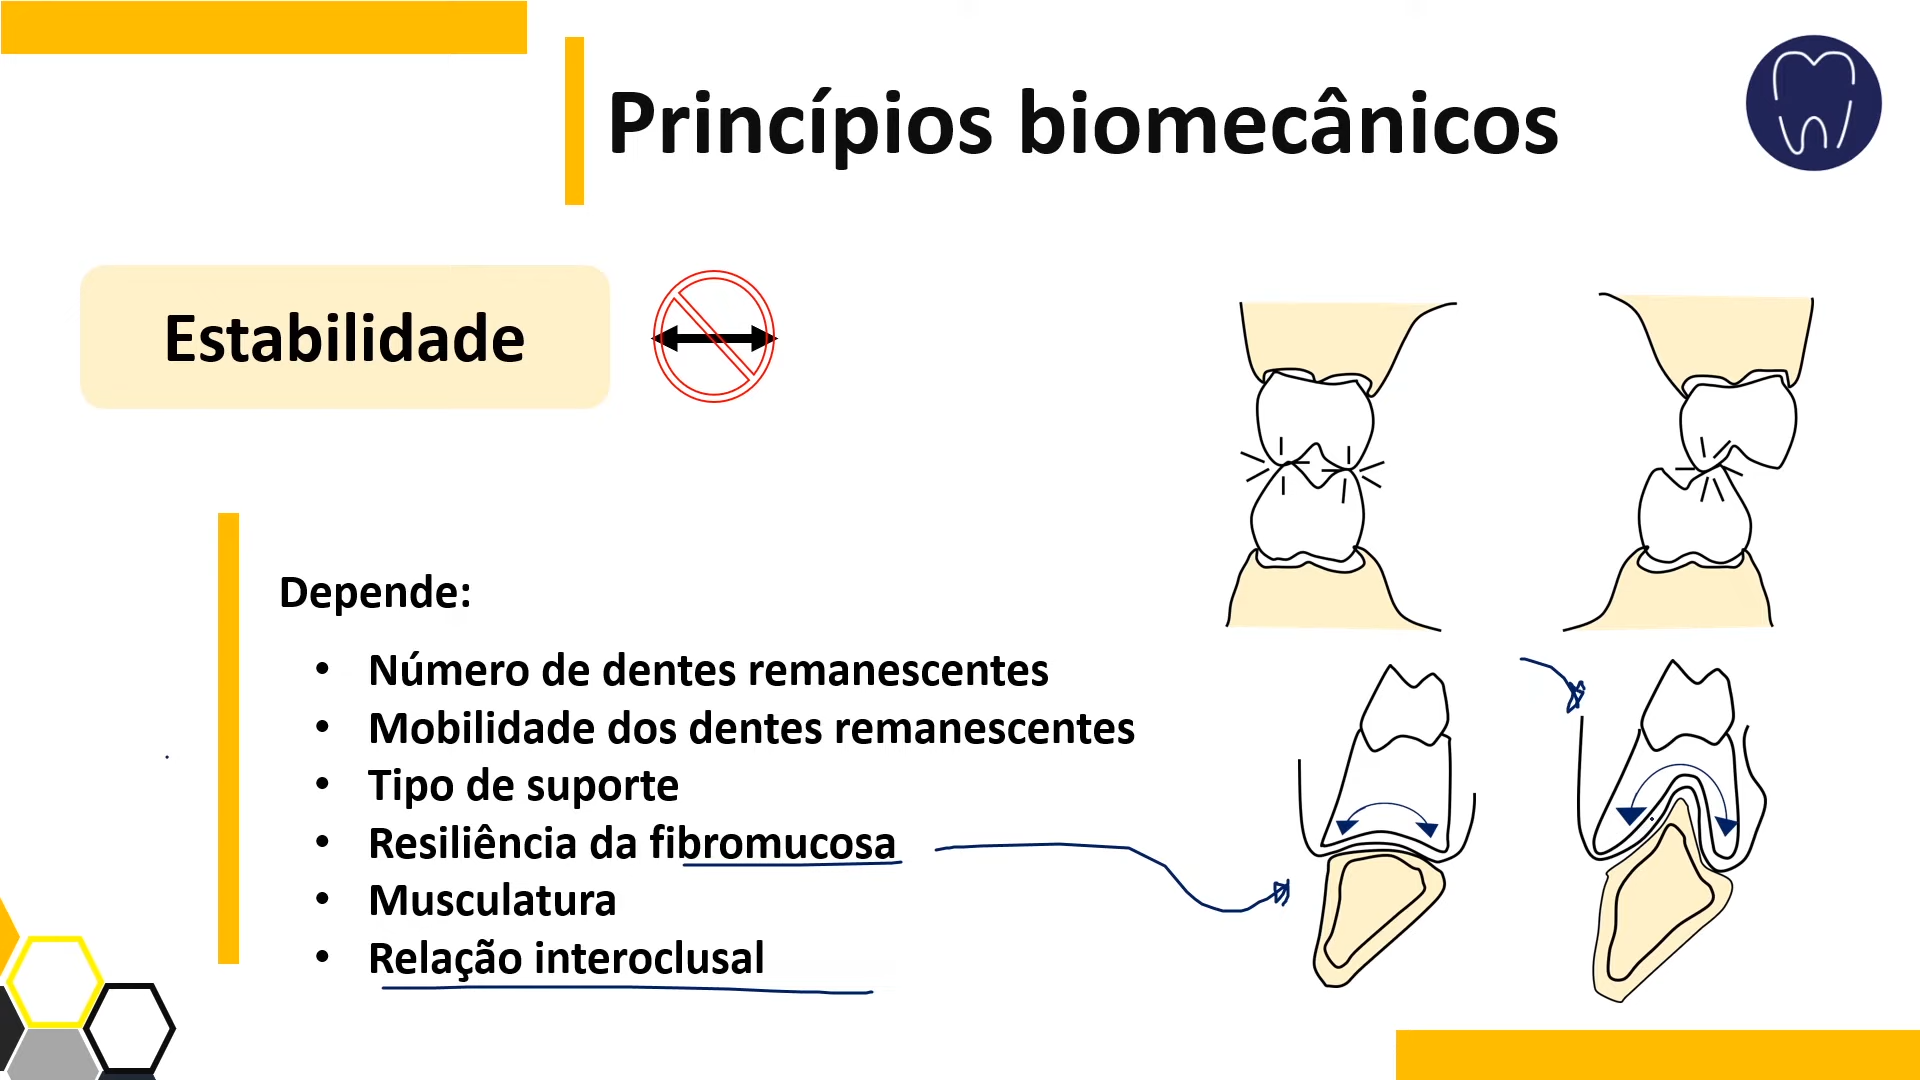 Princípios biomecânicos
Estabilidade
Depende:
• Número de dentes remanescentes
• Mobilidade dos dentes remanescentes
• Tipo de suporte
• Resiliência da fibromucosa
• Musculatura
• Relação interoclusal